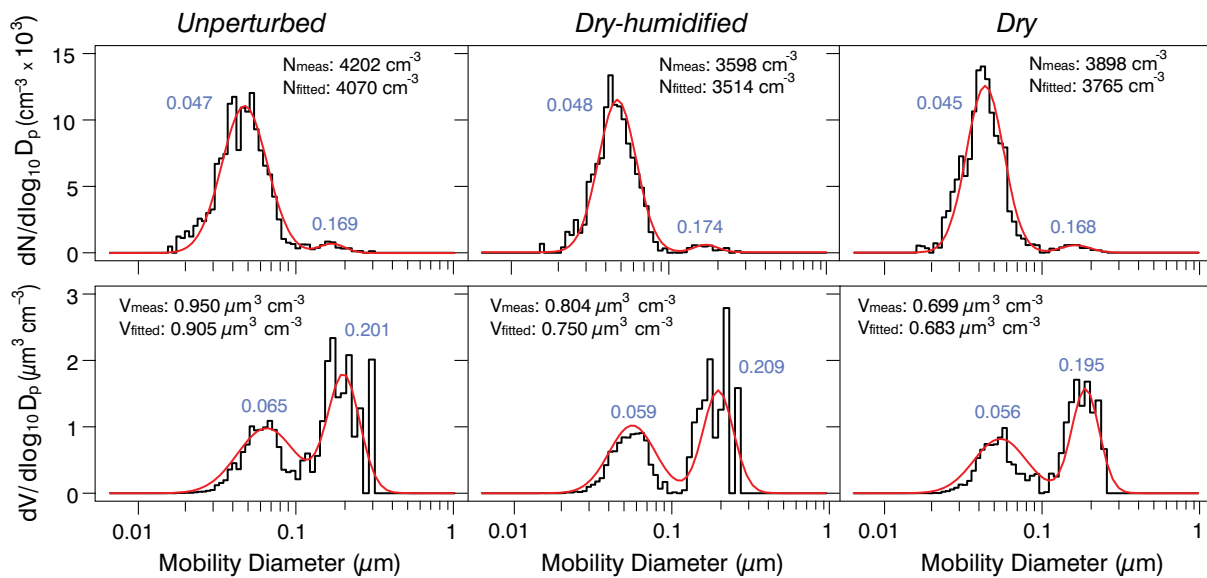 Unperturbed
Dry-humidified
Dry
dN/dlog₁₀ Dₚ (cm⁻³ x 10³)
15
10
5
0
Nmeas: 4202 cm⁻³
Nfitted: 4070 cm⁻³
0.047
0.169
Nmeas: 3598 cm⁻³
Nfitted: 3514 cm⁻³
0.048
0.174
Nmeas: 3898 cm⁻³
Nfitted: 3765 cm⁻³
0.045
0.168
dV/dlog₁₀ Dₚ (μm³ cm⁻³)
3
2
1
0
Vmeas: 0.950 μm³ cm⁻³
Vfitted: 0.905 μm³ cm⁻³
0.201
0.065
Vmeas: 0.804 μm³ cm⁻³
Vfitted: 0.750 μm³ cm⁻³
0.209
0.059
Vmeas: 0.699 μm³ cm⁻³
Vfitted: 0.683 μm³ cm⁻³
0.195
0.056
0.01 0.1 1
0.01 0.1 1
0.01 0.1 1
Mobility Diameter (μm)
Mobility Diameter (μm)
Mobility Diameter (μm)